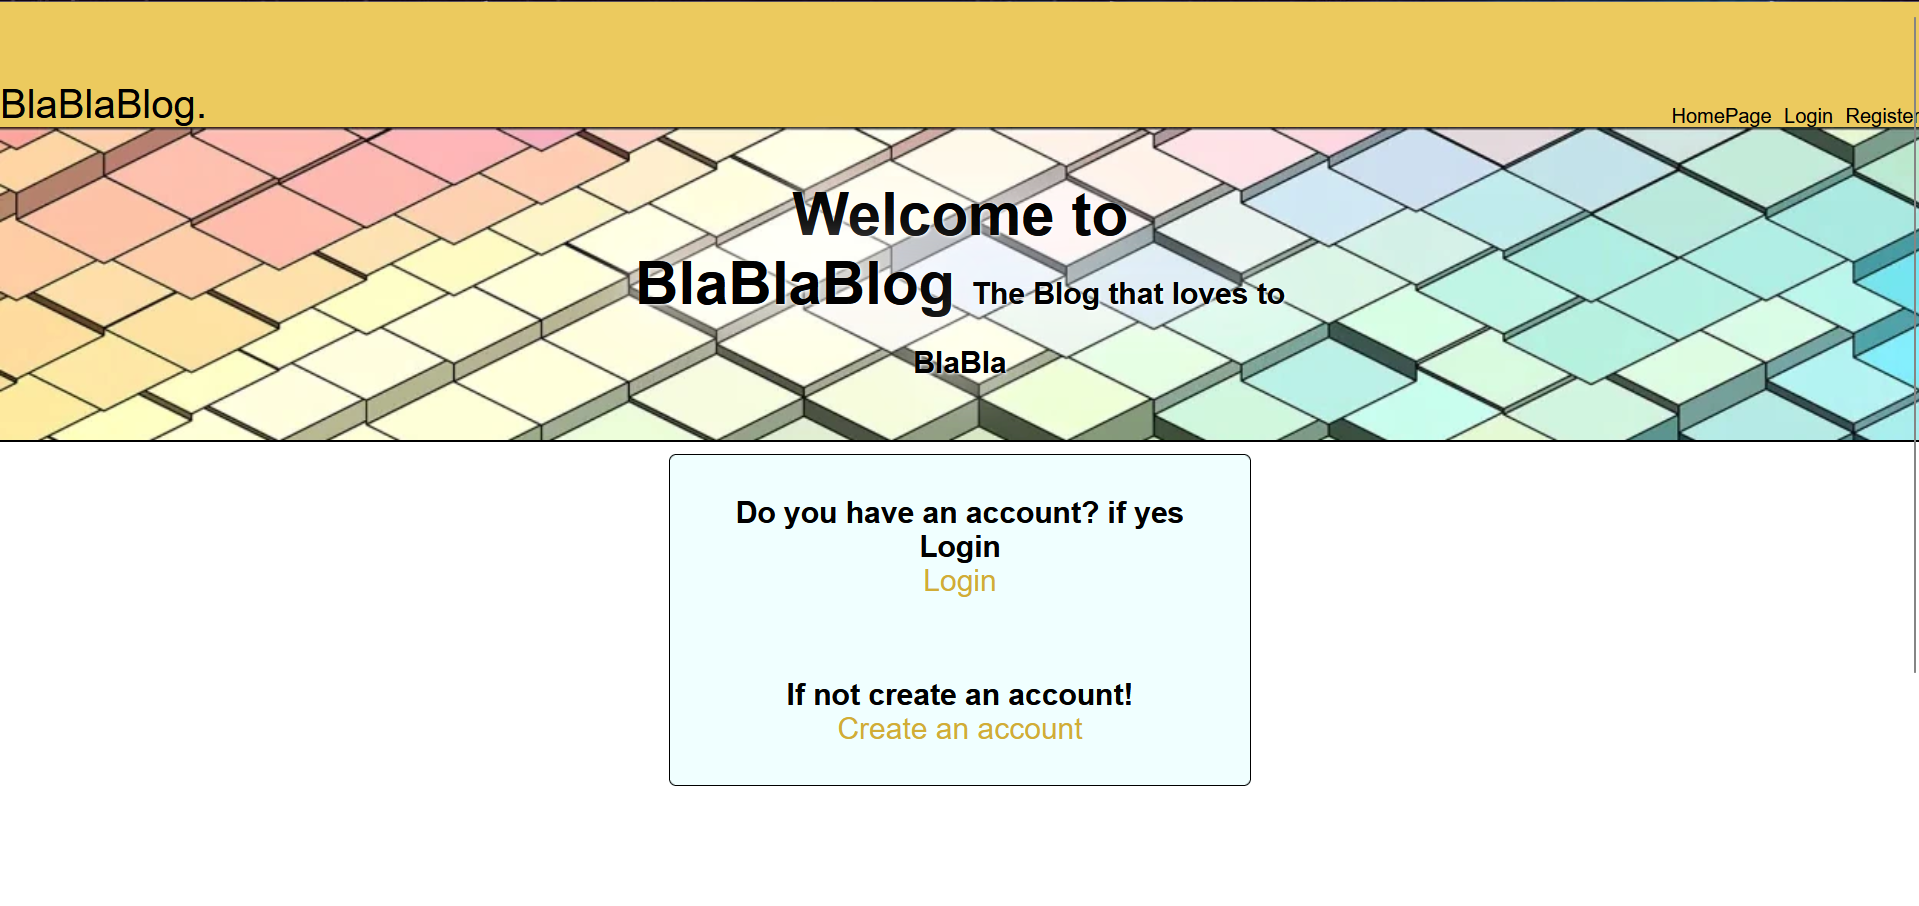 BlaBlaBlog.
HomePage Login Register
Welcome to
BlaBlaBlog The Blog that loves to
BlaBla
Do you have an account? if yes
Login
Login
If not create an account!
Create an account